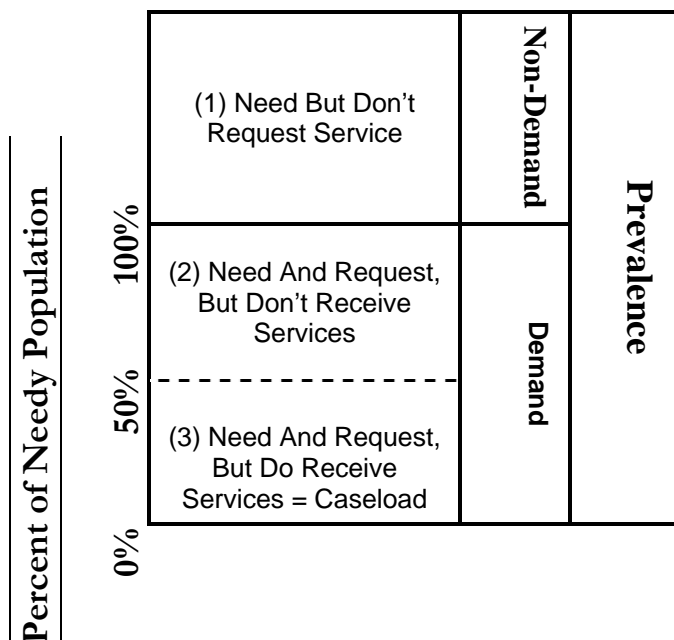 (1) Need But Don't
Request Service
Non-Demand
Prevalence
Percent of Needy Population
100%
(2) Need And Request,
But Don't Receive
Services
Demand
50%
(3) Need And Request,
But Do Receive
Services = Caseload
0%